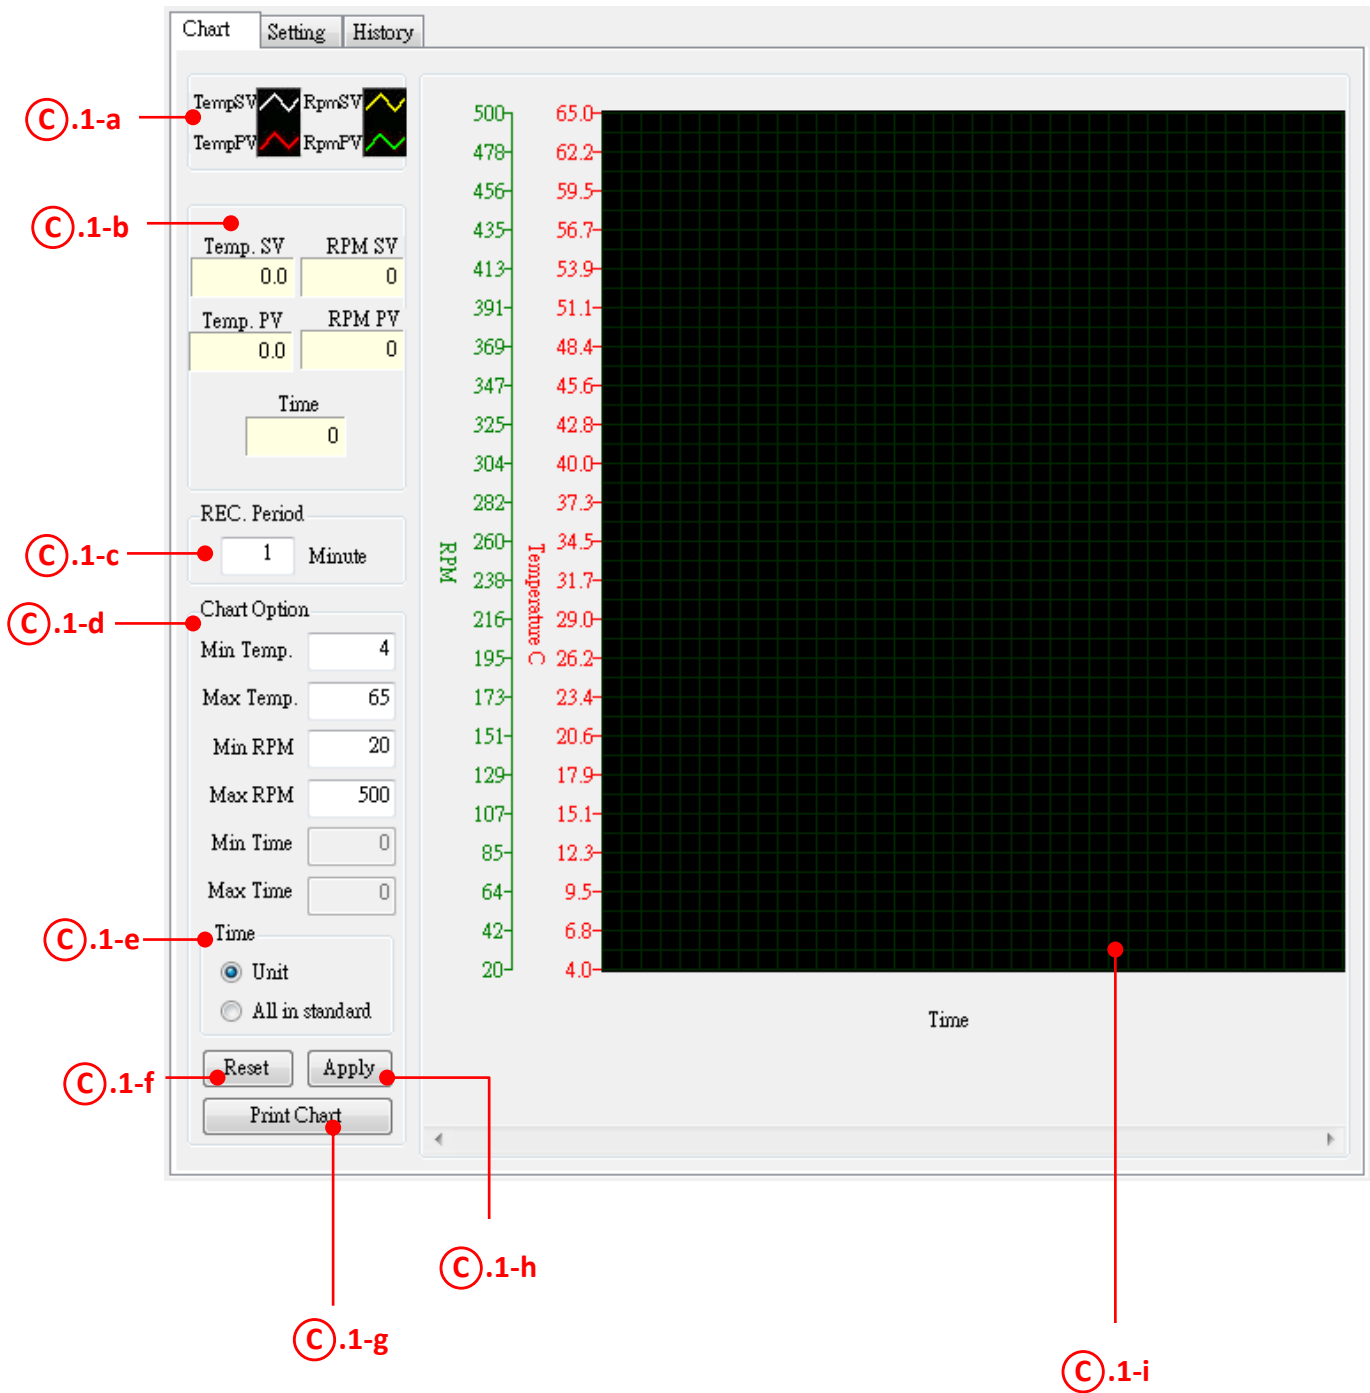 Chart Setting History
TempSV RpmSV
TempPV RpmPV
C.1-a
C.1-b
Temp. SV RPM SV
0.0 0
Temp. PV RPM PV
0.0 0
Time
0
REC. Period
C.1-c
1 Minute
Chart Option
C.1-d
Min Temp. 4
Max Temp. 65
Min RPM 20
Max RPM 500
Min Time 0
Max Time 0
Time
C.1-e
Unit
All in standard
Reset Apply
C.1-f
Print Chart
RPM
Temperature C
500 65.0
478 62.2
456 59.5
435 56.7
413 53.9
391 51.1
369 48.4
347 45.6
325 42.8
304 40.0
282 37.3
260 34.5
238 31.7
216 29.0
195 26.2
173 23.4
151 20.6
129 17.9
107 15.1
85 12.3
64 9.5
42 6.8
20 4.0
Time
C.1-h
C.1-g
C.1-i